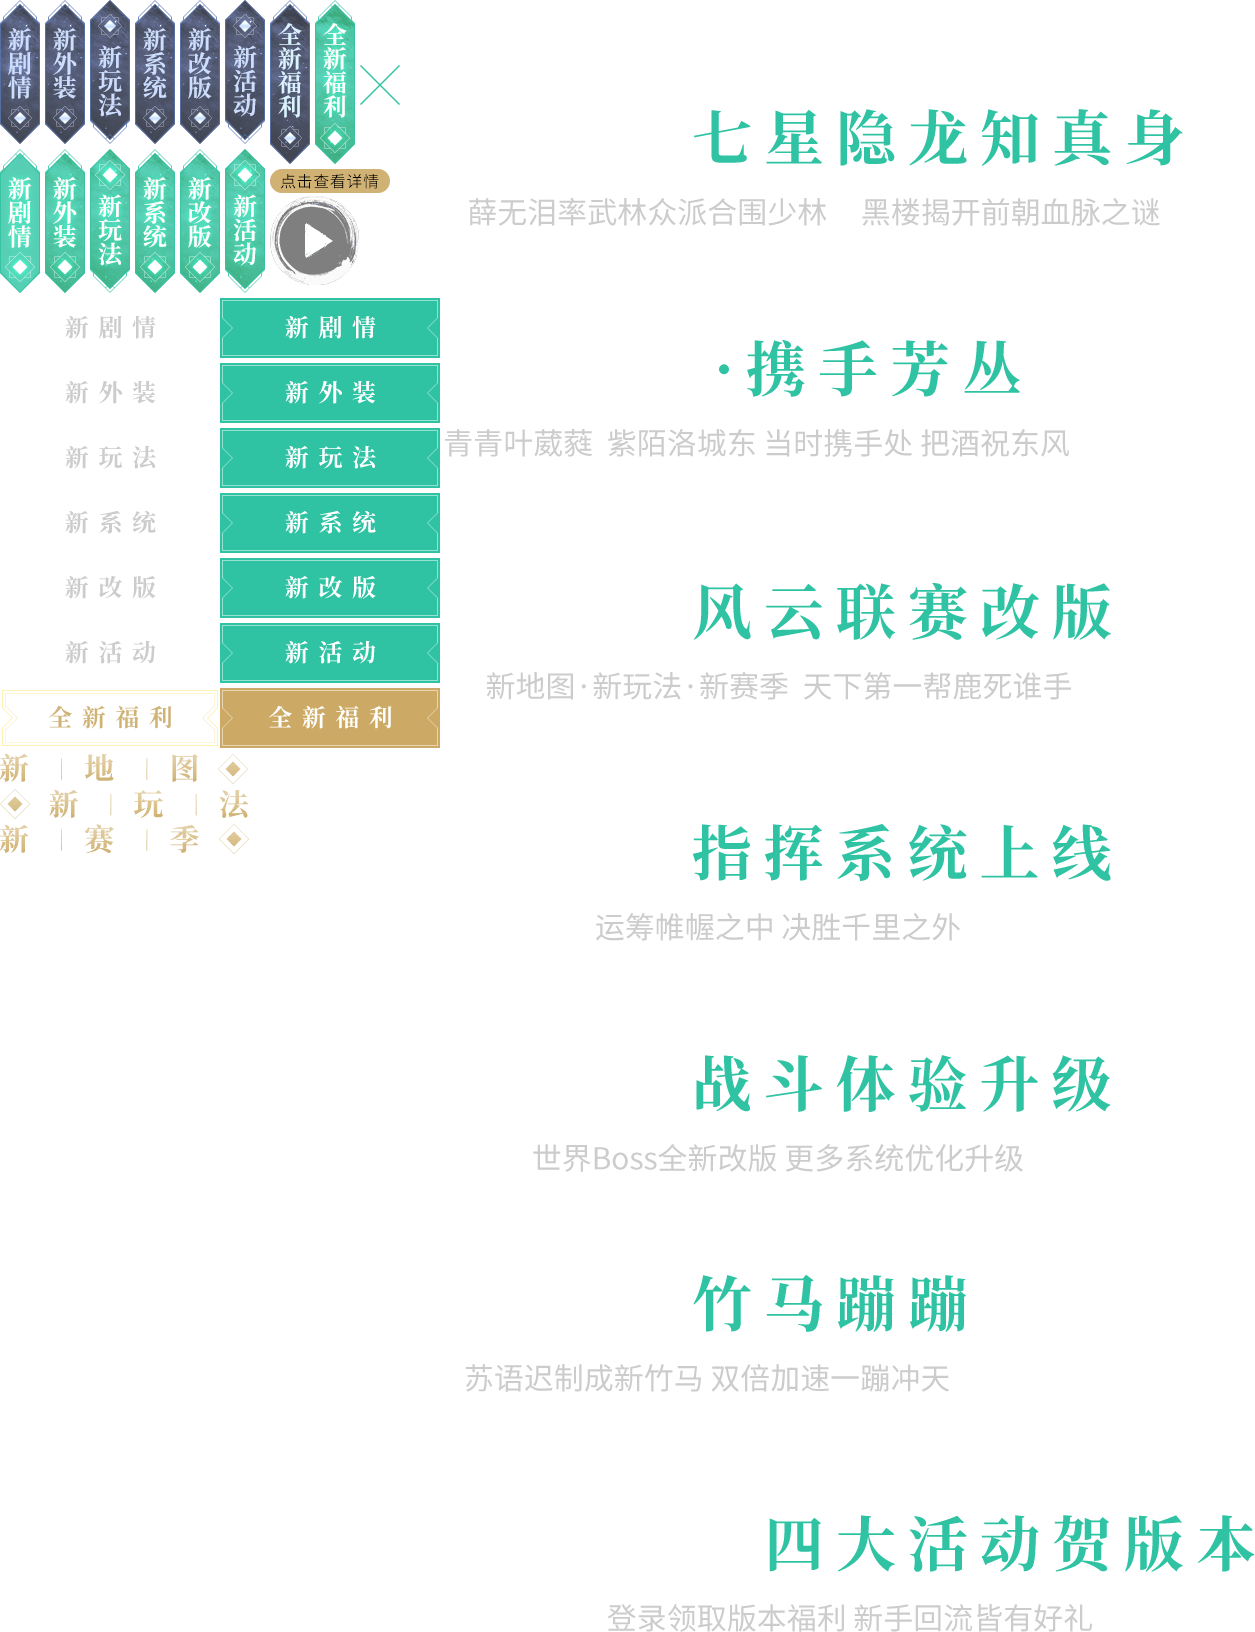 新剧情
新外装
新玩法
新系统
新改版
新活动
全新福利
全新福利
新剧情
新外装
新玩法
新系统
新改版
新活动
点击查看详情
新剧情
新剧情
新外装
新外装
新玩法
新玩法
新系统
新系统
新改版
新改版
新活动
新活动
全新福利
全新福利
新 地 图
新 玩 法
新 赛 季
七星隐龙知真身
薛无泪率武林众派合围少林 黑楼揭开前朝血脉之谜
·携手芳丛
青青叶葳蕤 紫陌洛城东 当时携手处 把酒祝东风
风云联赛改版
新地图·新玩法·新赛季 天下第一帮鹿死谁手
指挥系统上线
运筹帷幄之中 决胜千里之外
战斗体验升级
世界Boss全新改版 更多系统优化升级
竹马蹦蹦
苏语迟制成新竹马 双倍加速一蹦冲天
四大活动贺版本
登录领取版本福利 新手回流皆有好礼